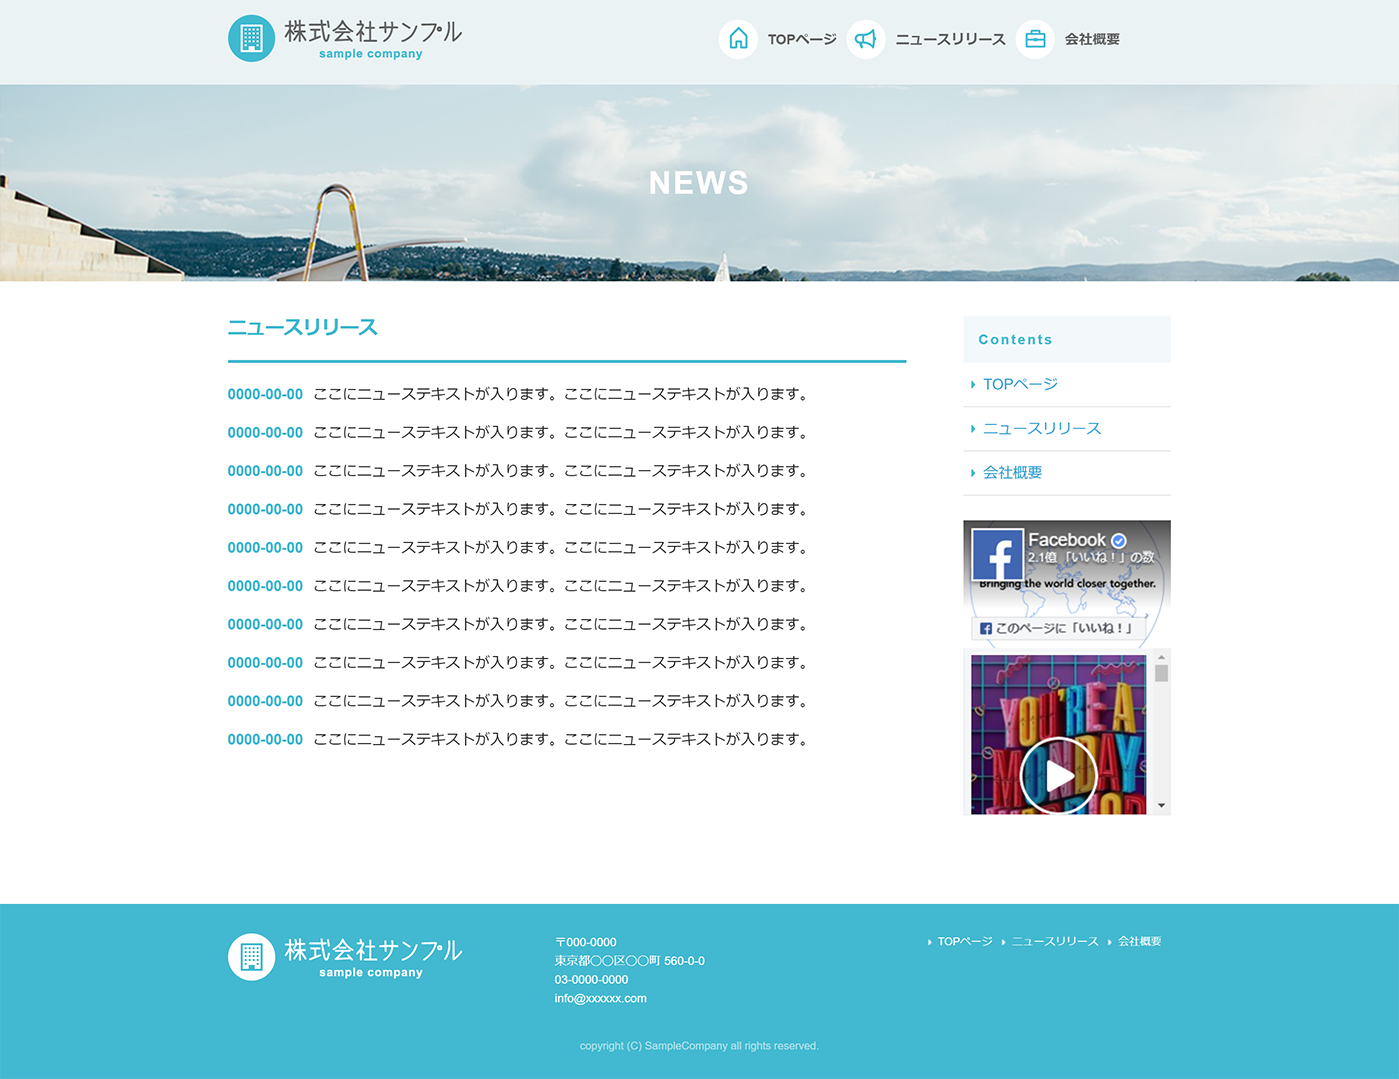 株式会社サンプル
sample company
TOPページ
ニュースリリース
会社概要
NEWS
ニュースリリース
0000-00-00 ここにニューステキストが入ります。ここにニューステキストが入ります。
0000-00-00 ここにニューステキストが入ります。ここにニューステキストが入ります。
0000-00-00 ここにニューステキストが入ります。ここにニューステキストが入ります。
0000-00-00 ここにニューステキストが入ります。ここにニューステキストが入ります。
0000-00-00 ここにニューステキストが入ります。ここにニューステキストが入ります。
0000-00-00 ここにニューステキストが入ります。ここにニューステキストが入ります。
0000-00-00 ここにニューステキストが入ります。ここにニューステキストが入ります。
0000-00-00 ここにニューステキストが入ります。ここにニューステキストが入ります。
0000-00-00 ここにニューステキストが入ります。ここにニューステキストが入ります。
0000-00-00 ここにニューステキストが入ります。ここにニューステキストが入ります。
Contents
TOPページ
ニュースリリース
会社概要
Facebook
2.1億「いいね！」の数
Bringing the world closer together.
このページに「いいね！」
YOU'RE A
MONDAY
株式会社サンプル
sample company
〒000-0000
東京都〇〇区〇〇町 560-0-0
03-0000-0000
info@xxxxxx.com
TOPページ
ニュースリリース
会社概要
copyright (C) SampleCompany all rights reserved.